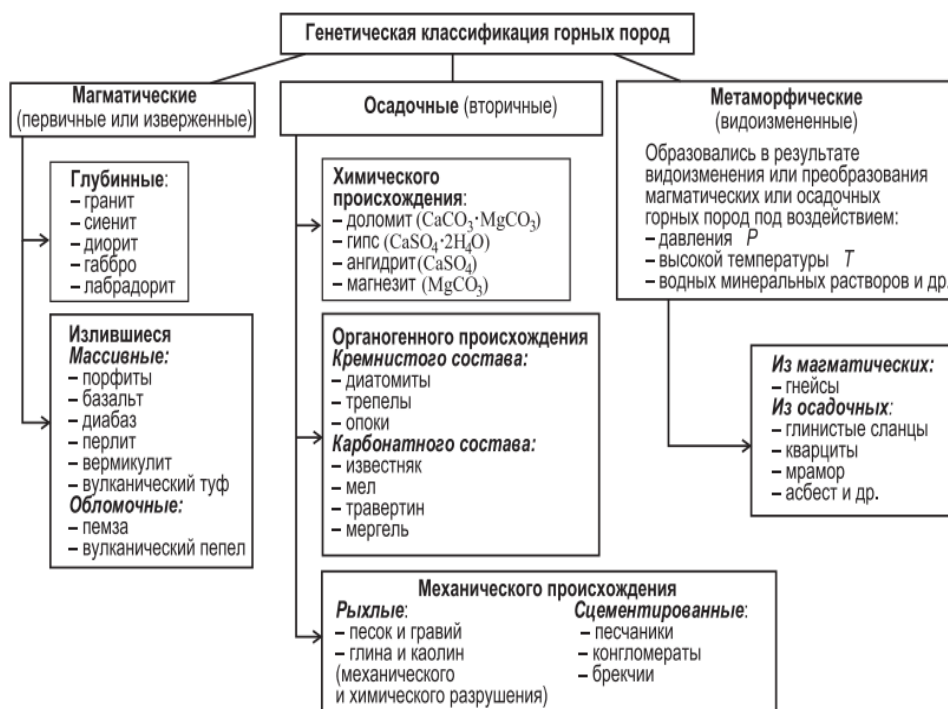 Генетическая классификация горных пород
Магматические
(первичные или изверженные)
Глубинные:
– гранит
– сиенит
– диорит
– габбро
– лабрадорит
Излившиеся
Массивные:
– порфиты
– базальт
– диабаз
– перлит
– вермикулит
– вулканический туф
Обломочные:
– пемза
– вулканический пепел
Осадочные (вторичные)
Химического
происхождения:
– доломит (CaCO₃·MgCO₃)
– гипс (CaSO₄·2H₄O)
– ангидрит(CaSO₄)
– магнезит (MgCO₃)
Органогенного происхождения
Кремнистого состава:
– диатомиты
– трепелы
– опоки
Карбонатного состава:
– известняк
– мел
– травертин
– мергель
Механического происхождения
Рыхлые:
– песок и гравий
– глина и каолин
(механического
и химического разрушения)
Сцементированные:
– песчаники
– конгломераты
– брекчии
Метаморфические
(видоизмененные)
Образовались в результате
видоизменения или преобразования
магматических или осадочных
горных пород под воздействием:
– давления P
– высокой температуры T
– водных минеральных растворов и др.
Из магматических:
– гнейсы
Из осадочных:
– глинистые сланцы
– кварциты
– мрамор
– асбест и др.